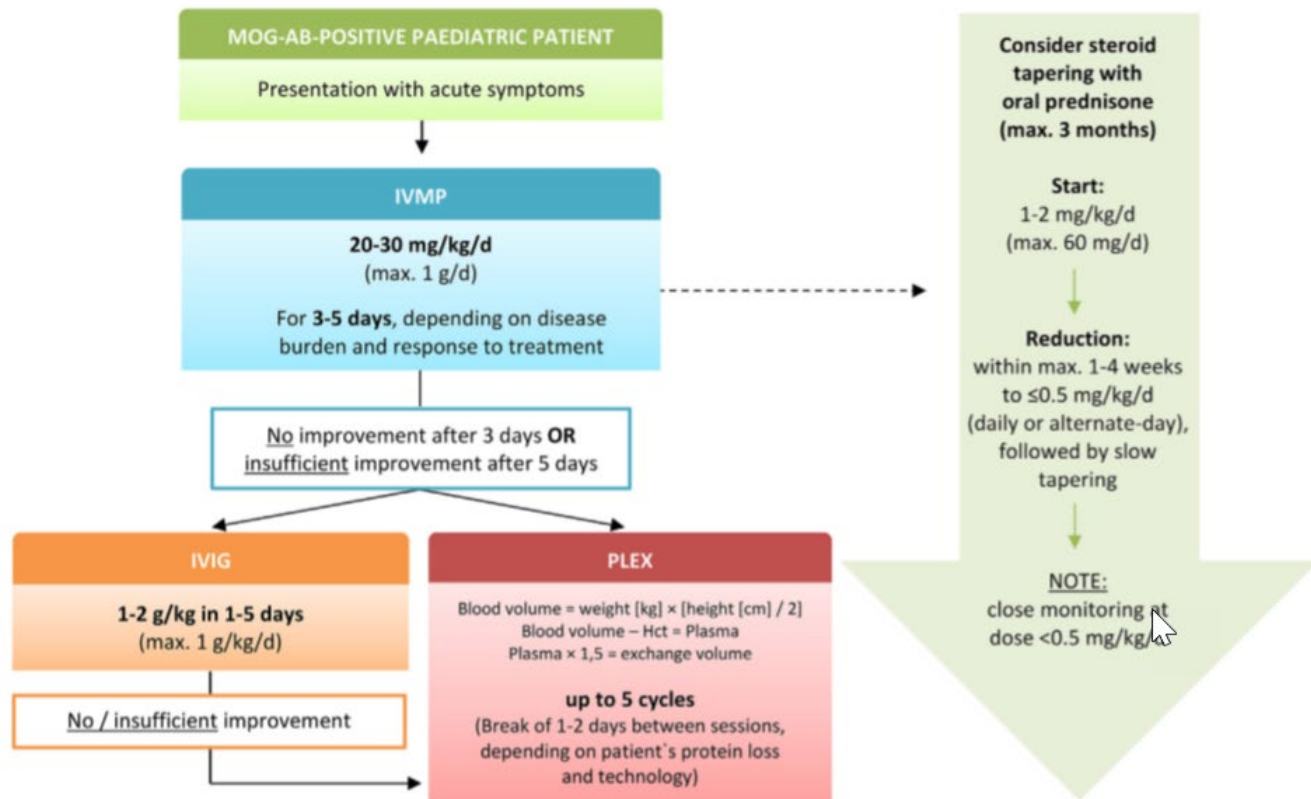 MOG-AB-POSITIVE PAEDIATRIC PATIENT
Presentation with acute symptoms
IVMP
20-30 mg/kg/d
(max. 1 g/d)
For 3-5 days, depending on disease
burden and response to treatment
No improvement after 3 days OR
insufficient improvement after 5 days
IVIG
1-2 g/kg in 1-5 days
(max. 1 g/kg/d)
No / insufficient improvement
PLEX
Blood volume = weight [kg] × [height [cm] / 2]
Blood volume – Hct = Plasma
Plasma × 1,5 = exchange volume
up to 5 cycles
(Break of 1-2 days between sessions,
depending on patient`s protein loss
and technology)
Consider steroid
tapering with
oral prednisone
(max. 3 months)
Start:
1-2 mg/kg/d
(max. 60 mg/d)
Reduction:
within max. 1-4 weeks
to ≤0.5 mg/kg/d
(daily or alternate-day),
followed by slow
tapering
NOTE:
close monitoring at
dose <0.5 mg/kg/